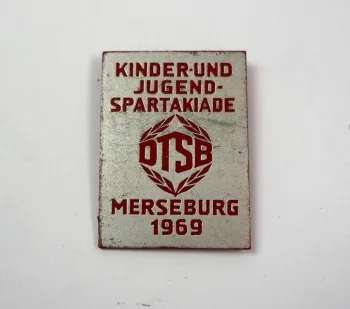 KINDER-UND
JUGEND-
SPARTAKIADE
DTSB
MERSEBURG
1969